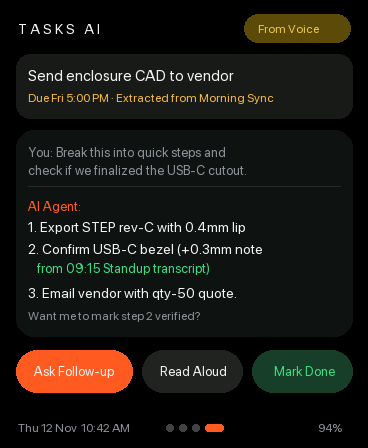 TASKS AI
From Voice
Send enclosure CAD to vendor
Due Fri 5:00 PM · Extracted from Morning Sync
You: Break this into quick steps and
check if we finalized the USB-C cutout.
AI Agent:
1. Export STEP rev-C with 0.4mm lip
2. Confirm USB-C bezel (+0.3mm note
from 09:15 Standup transcript)
3. Email vendor with qty-50 quote.
Want me to mark step 2 verified?
Ask Follow-up
Read Aloud
Mark Done
Thu 12 Nov 10:42 AM
94%